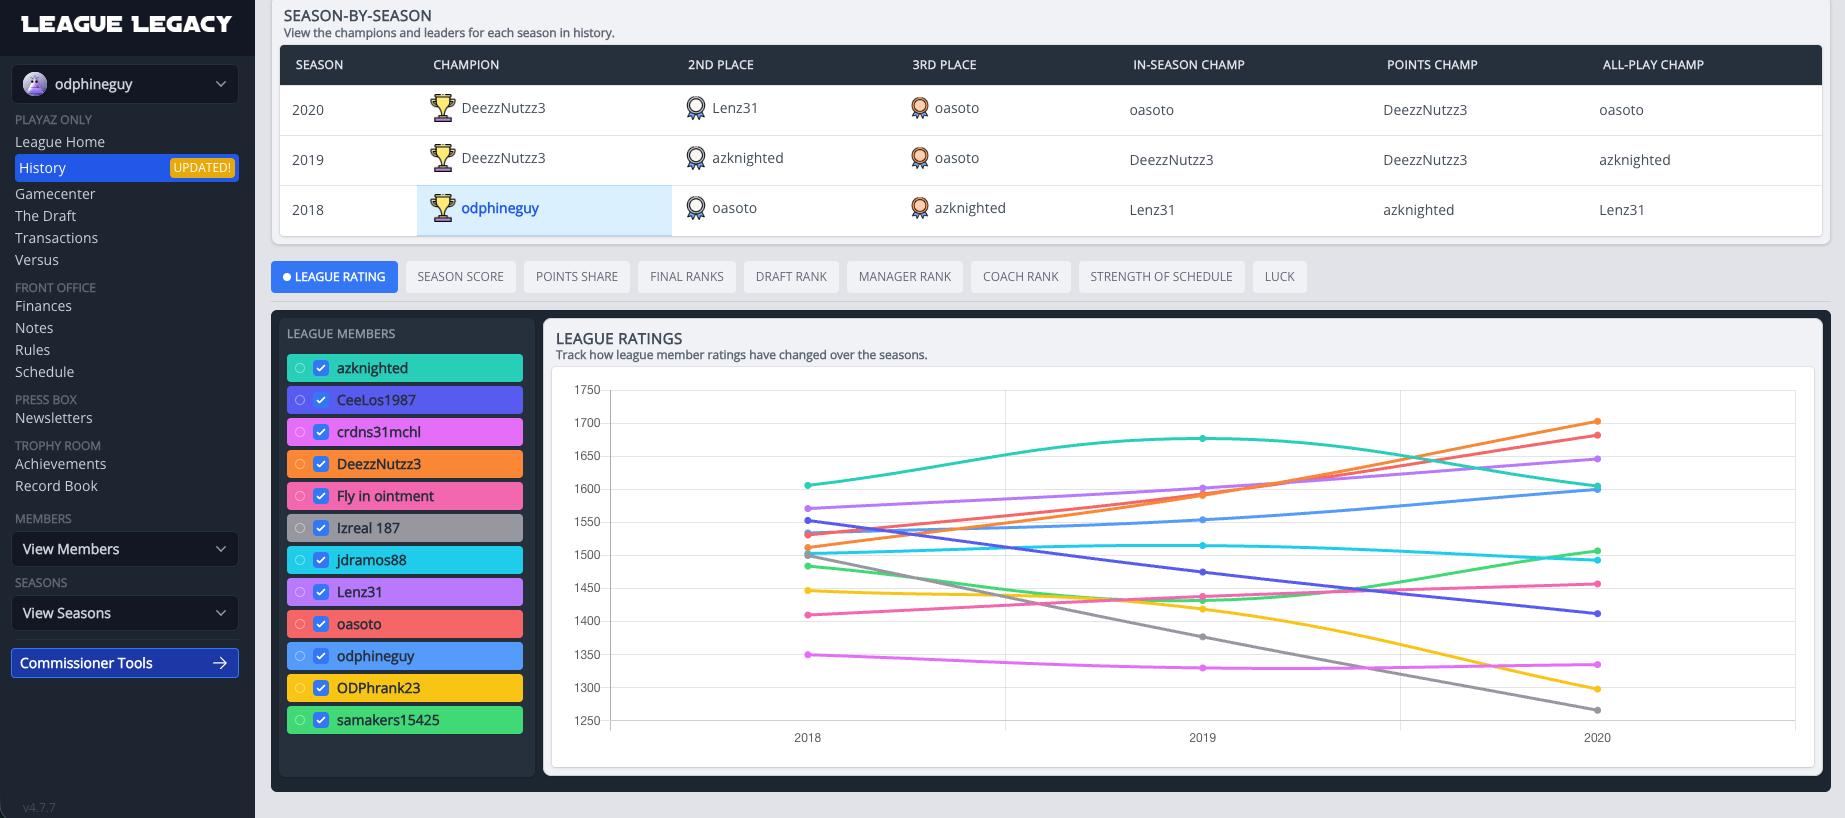 LEAGUE LEGACY
odphineguy
PLAYAZ ONLY
League Home
History UPDATED!
Gamecenter
The Draft
Transactions
Versus
FRONT OFFICE
Finances
Notes
Rules
Schedule
PRESS BOX
Newsletters
TROPHY ROOM
Achievements
Record Book
MEMBERS
View Members
SEASONS
View Seasons
Commissioner Tools
v4.7.7
SEASON-BY-SEASON
View the champions and leaders for each season in history.
SEASON CHAMPION 2ND PLACE 3RD PLACE IN-SEASON CHAMP POINTS CHAMP ALL-PLAY CHAMP
2020 DeezzNutzz3 Lenz31 oasoto oasoto DeezzNutzz3 oasoto
2019 DeezzNutzz3 azknighted oasoto DeezzNutzz3 DeezzNutzz3 azknighted
2018 odphineguy oasoto azknighted Lenz31 azknighted Lenz31
LEAGUE RATING SEASON SCORE POINTS SHARE FINAL RANKS DRAFT RANK MANAGER RANK COACH RANK STRENGTH OF SCHEDULE LUCK
LEAGUE MEMBERS
azknighted
CeeLos1987
crdns31mchl
DeezzNutzz3
Fly in ointment
Izreal 187
jdramos88
Lenz31
oasoto
odphineguy
ODPhrank23
samakers15425
LEAGUE RATINGS
Track how league member ratings have changed over the seasons.
1750
1700
1650
1600
1550
1500
1450
1400
1350
1300
1250
2018 2019 2020